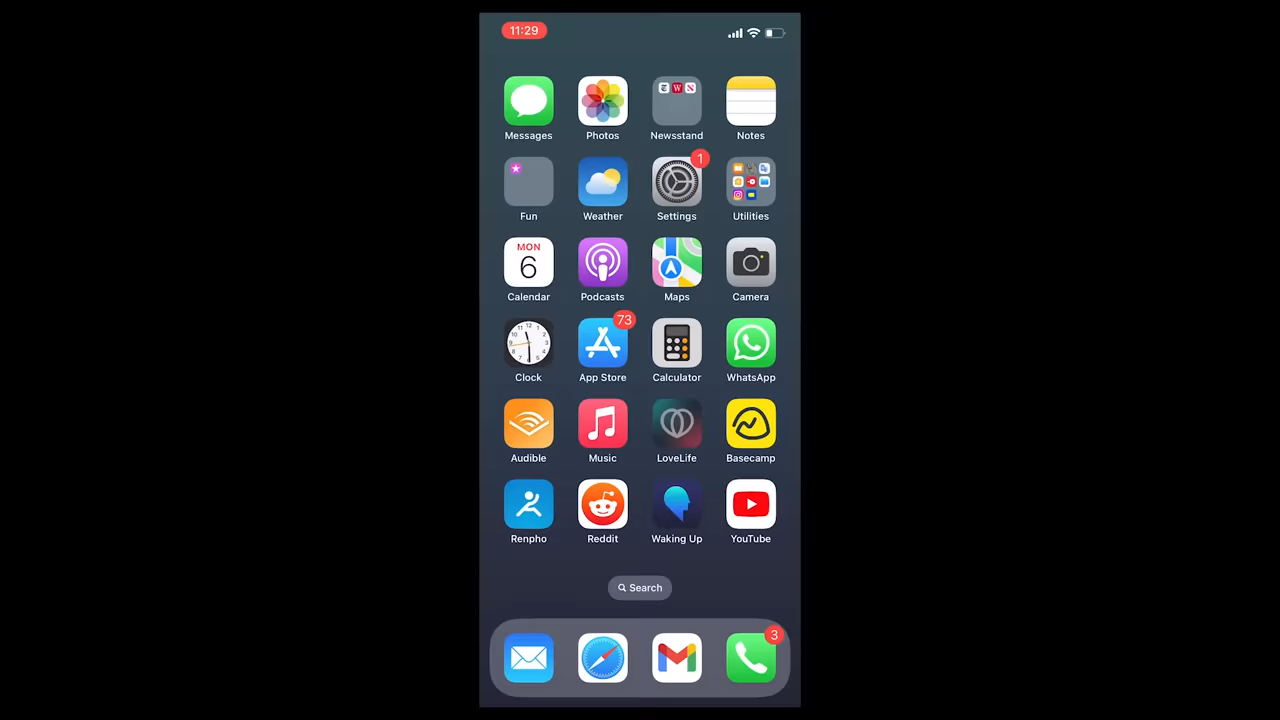 11:29
Messages
Photos
Newsstand
Notes
Fun
Weather
1
Settings
Utilities
MON
6
Calendar
Podcasts
Maps
Camera
Clock
73
App Store
Calculator
WhatsApp
Audible
Music
LoveLife
Basecamp
Renpho
Reddit
Waking Up
YouTube
Search
3